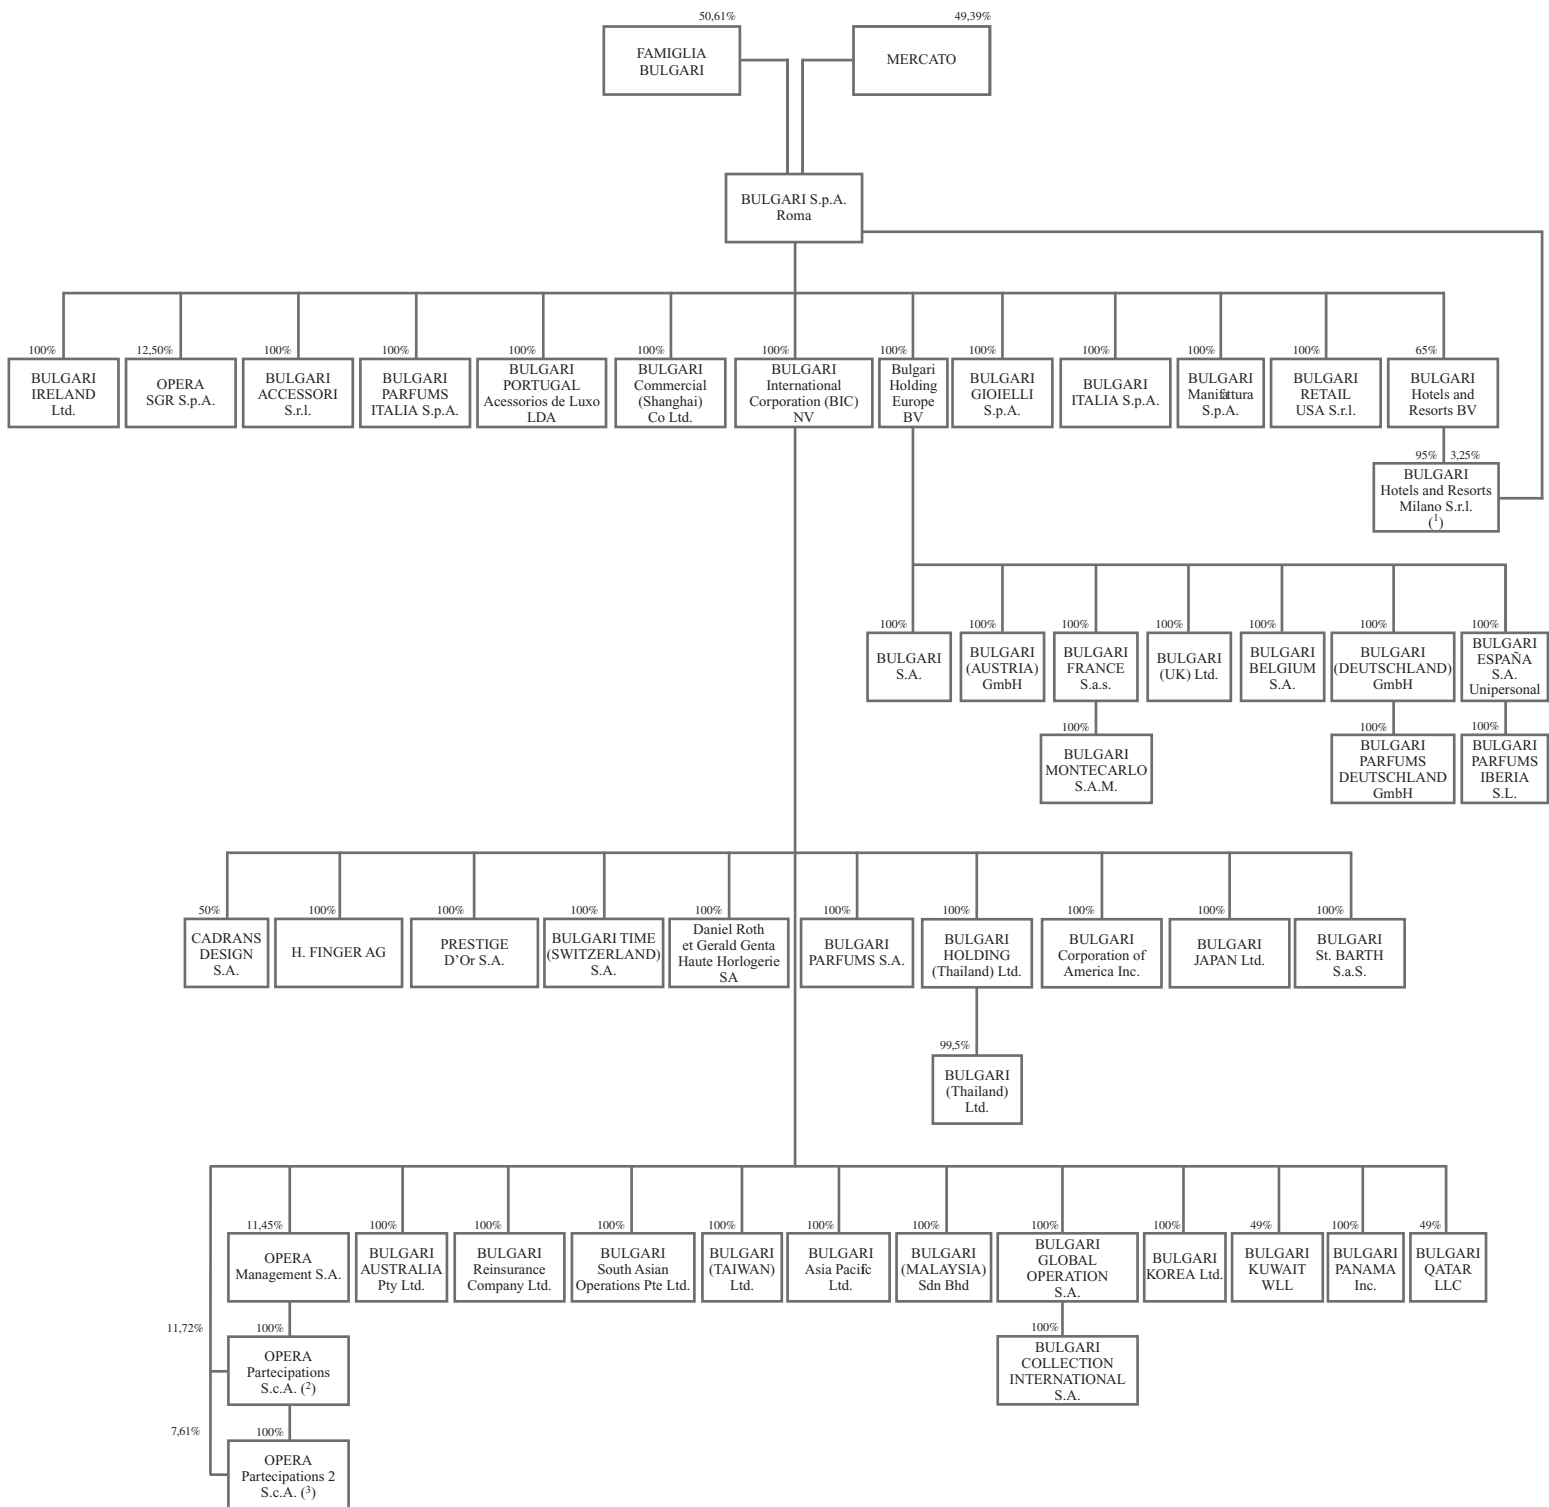 50,61%
FAMIGLIA
BULGARI
49,39%
MERCATO
BULGARI S.p.A.
Roma
100%
BULGARI
IRELAND
Ltd.
12,50%
OPERA
SGR S.p.A.
100%
BULGARI
ACCESSORI
S.r.l.
100%
BULGARI
PARFUMS
ITALIA S.p.A.
100%
BULGARI
PORTUGAL
Acessorios de Luxo
LDA
100%
BULGARI
Commercial
(Shanghai)
Co Ltd.
100%
BULGARI
International
Corporation (BIC)
NV
100%
Bulgari
Holding
Europe
BV
100%
BULGARI
GIOIELLI
S.p.A.
100%
BULGARI
ITALIA S.p.A.
100%
BULGARI
Manifattura
S.p.A.
100%
BULGARI
RETAIL
USA S.r.l.
65%
BULGARI
Hotels and
Resorts BV
95% 3,25%
BULGARI
Hotels and Resorts
Milano S.r.l.
(1)
100%
BULGARI
S.A.
100%
BULGARI
(AUSTRIA)
GmbH
100%
BULGARI
FRANCE
S.a.s.
100%
BULGARI
(UK) Ltd.
100%
BULGARI
BELGIUM
S.A.
100%
BULGARI
(DEUTSCHLAND)
GmbH
100%
BULGARI
ESPAÑA
S.A.
Unipersonal
100%
BULGARI
MONTECARLO
S.A.M.
100%
BULGARI
PARFUMS
DEUTSCHLAND
GmbH
100%
BULGARI
PARFUMS
IBERIA
S.L.
50%
CADRANS
DESIGN
S.A.
100%
H. FINGER AG
100%
PRESTIGE
D’Or S.A.
100%
BULGARI TIME
(SWITZERLAND)
S.A.
100%
Daniel Roth
et Gerald Genta
Haute Horlogerie
SA
100%
BULGARI
PARFUMS S.A.
100%
BULGARI
HOLDING
(Thailand) Ltd.
100%
BULGARI
Corporation of
America Inc.
100%
BULGARI
JAPAN Ltd.
100%
BULGARI
St. BARTH
S.a.S.
99,5%
BULGARI
(Thailand)
Ltd.
11,45%
OPERA
Management S.A.
100%
BULGARI
AUSTRALIA
Pty Ltd.
100%
BULGARI
Reinsurance
Company Ltd.
100%
BULGARI
South Asian
Operations Pte Ltd.
100%
BULGARI
(TAIWAN)
Ltd.
100%
BULGARI
Asia Pacific
Ltd.
100%
BULGARI
(MALAYSIA)
Sdn Bhd
100%
BULGARI
GLOBAL
OPERATION
S.A.
100%
BULGARI
KOREA Ltd.
49%
BULGARI
KUWAIT
WLL
100%
BULGARI
PANAMA
Inc.
49%
BULGARI
QATAR
LLC
11,72%
100%
OPERA
Partecipations
S.c.A. (2)
100%
BULGARI
COLLECTION
INTERNATIONAL
S.A.
7,61%
100%
OPERA
Partecipations 2
S.c.A. (3)